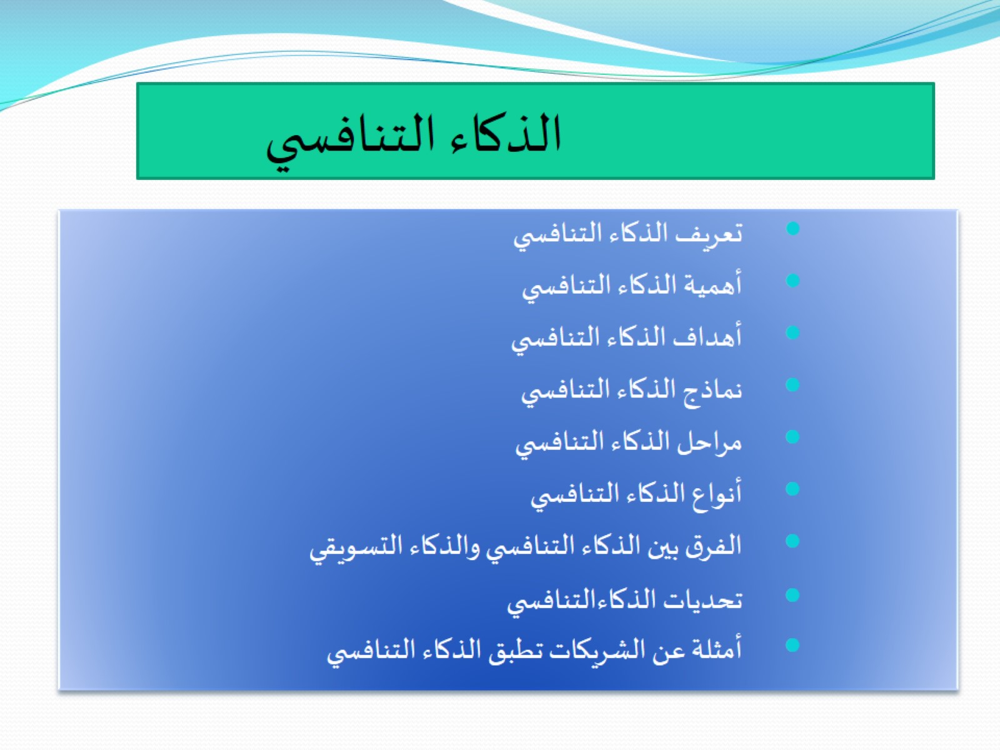 الذكاء التنافسي
تعريف الذكاء التنافسي
أهمية الذكاء التنافسي
أهداف الذكاء التنافسي
نماذج الذكاء التنافسي
مراحل الذكاء التنافسي
أنواع الذكاء التنافسي
الفرق بين الذكاء التنافسي والذكاء التسويقي
تحديات الذكاءالتنافسي
أمثلة عن الشريكات تطبق الذكاء التنافسي